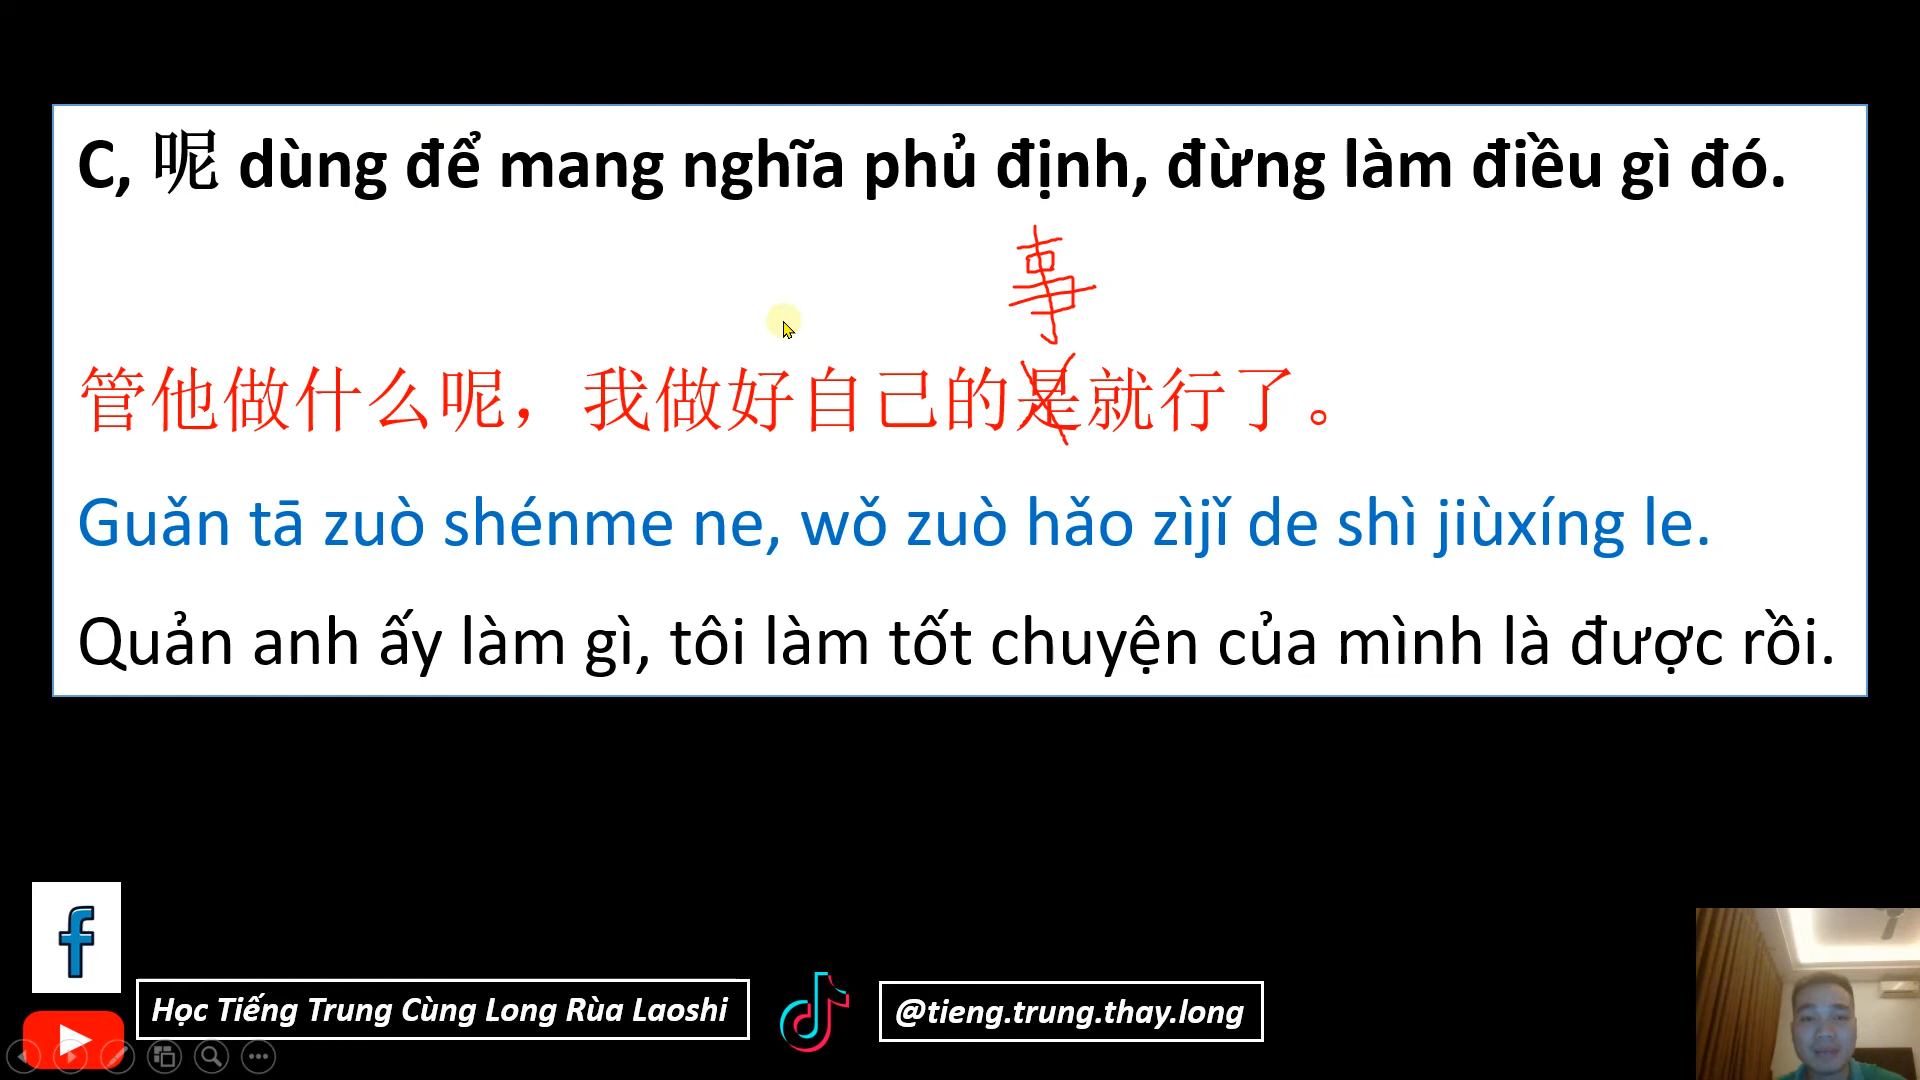 C, 呢 dùng để mang nghĩa phủ định, đừng làm điều gì đó.
事
管他做什么呢，我做好自己的是就行了。
Guǎn tā zuò shénme ne, wǒ zuò hǎo zìjǐ de shì jiùxíng le.
Quản anh ấy làm gì, tôi làm tốt chuyện của mình là được rồi.
Học Tiếng Trung Cùng Long Rùa Laoshi
@tieng.trung.thay.long